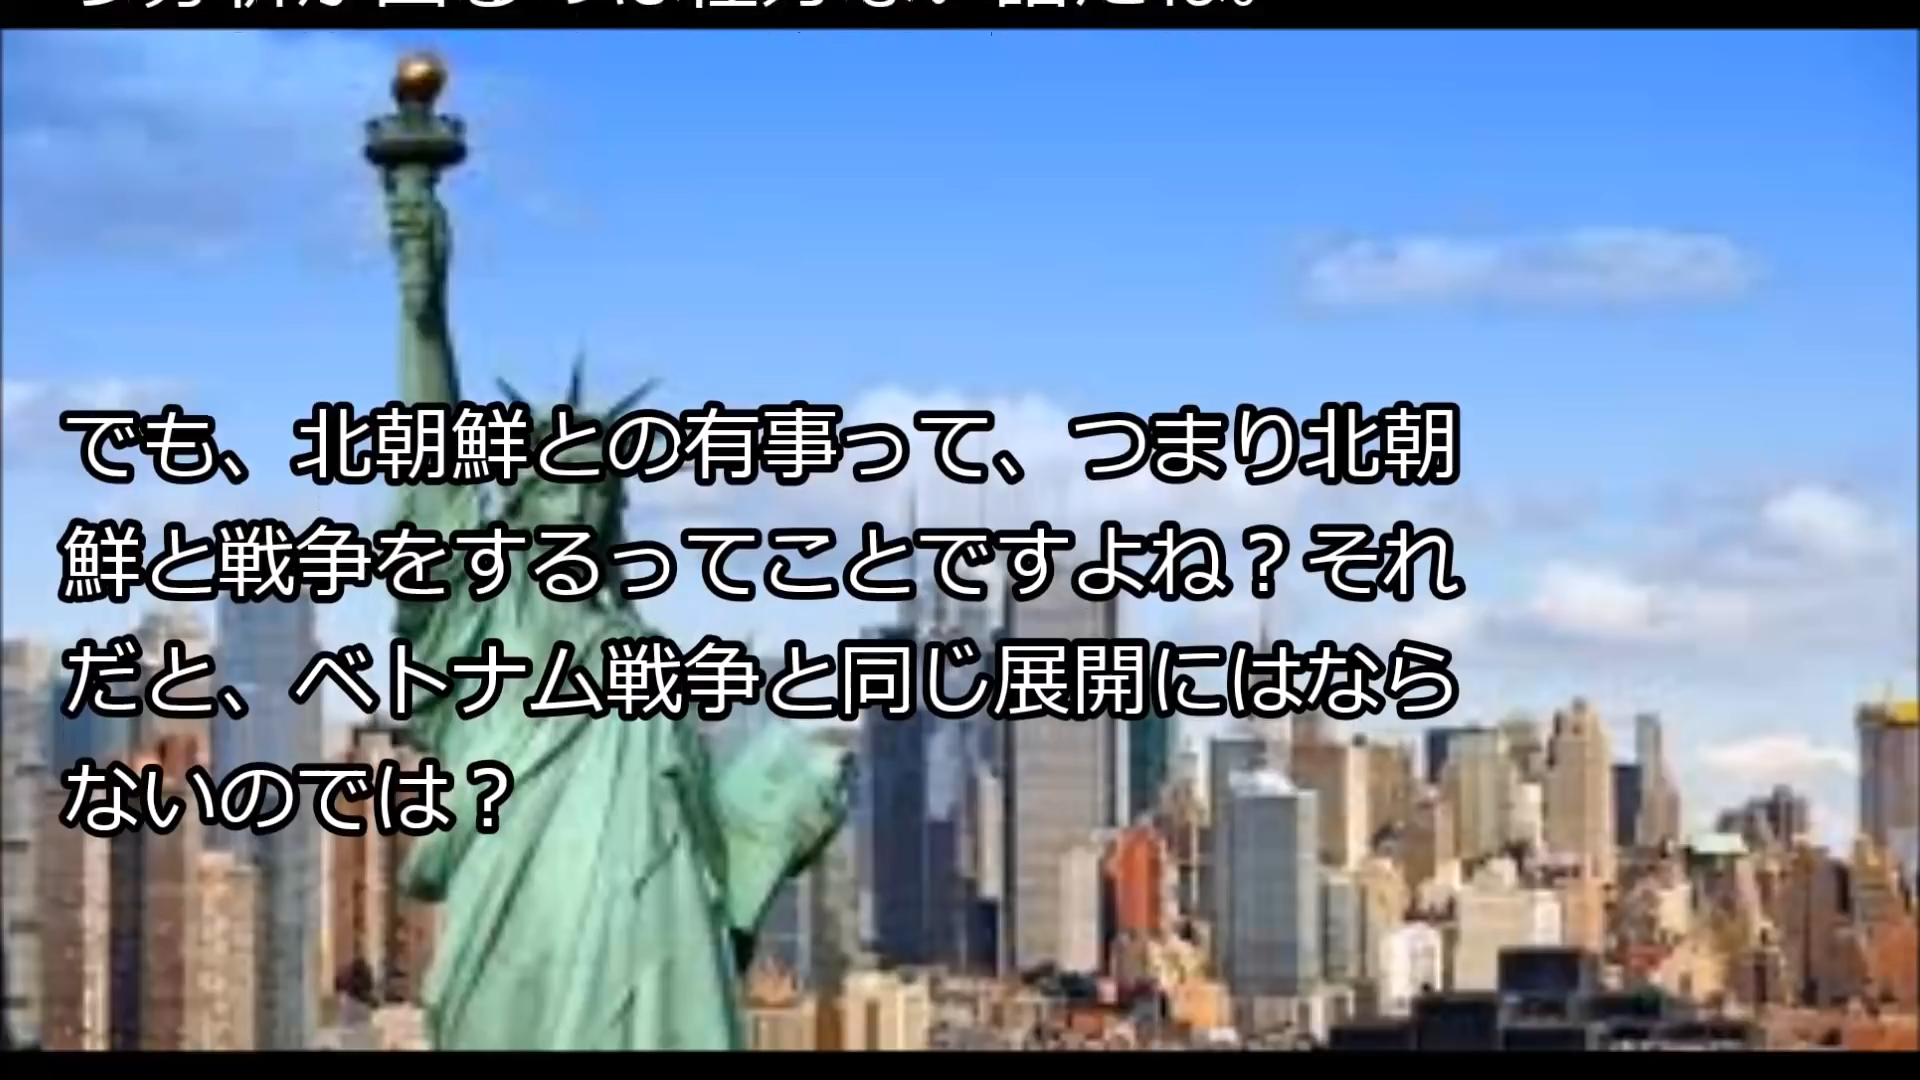 でも、北朝鮮との有事って、つまり北朝
鮮と戦争をするってことですよね？それ
だと、ベトナム戦争と同じ展開にはなら
ないのでは？